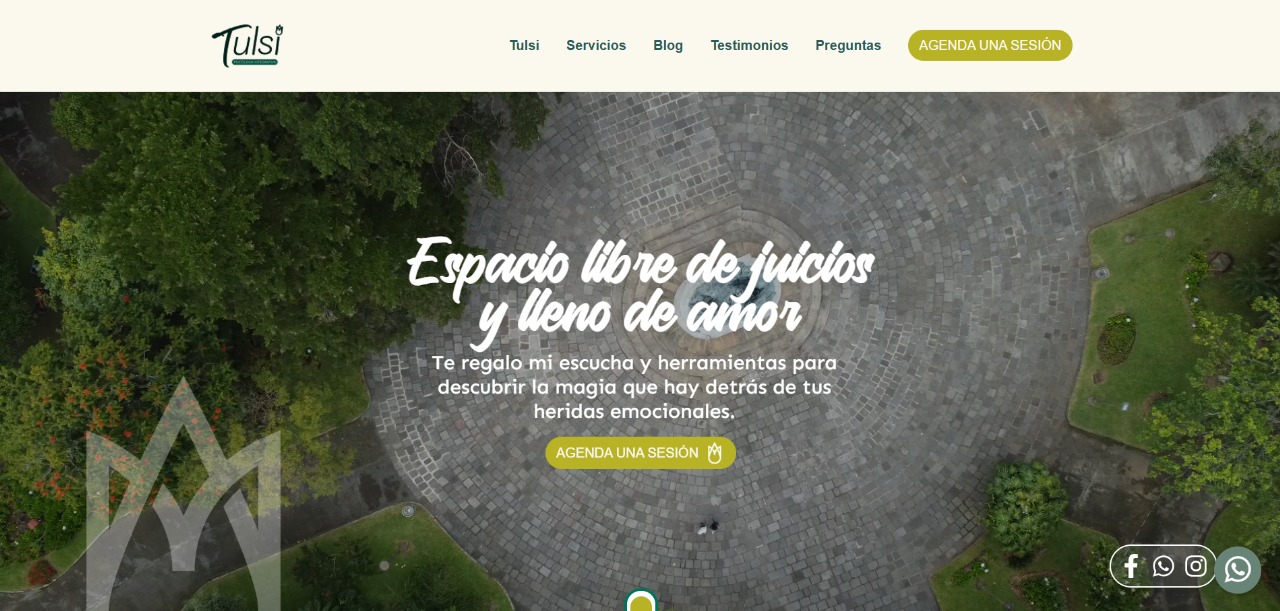 Tulsi
Tulsi
Servicios
Blog
Testimonios
Preguntas
AGENDA UNA SESIÓN
Espacio libre de juicios
y lleno de amor
Te regalo mi escucha y herramientas para
descubrir la magia que hay detrás de tus
heridas emocionales.
AGENDA UNA SESIÓN